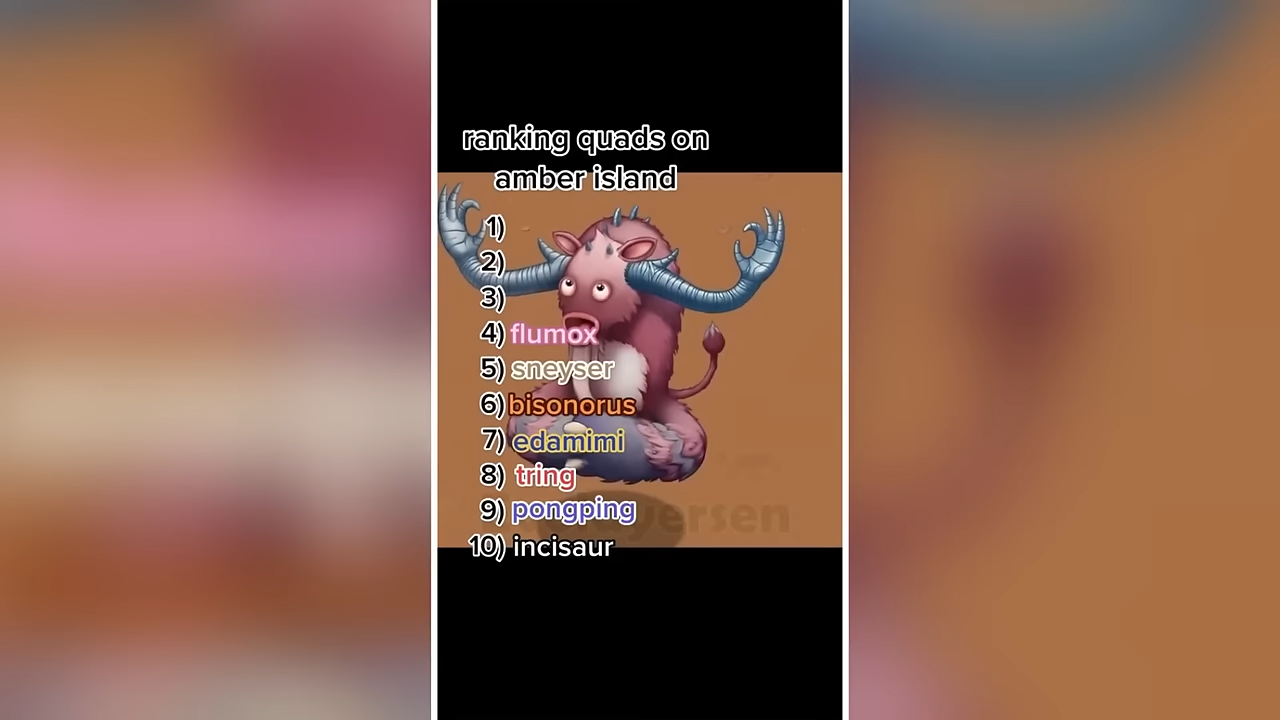 ranking quads on
amber island
1)
2)
3)
4) flumox
5) sneyser
6) bisonorus
7) edamimi
8) tring
9) pongping
10) incisaur